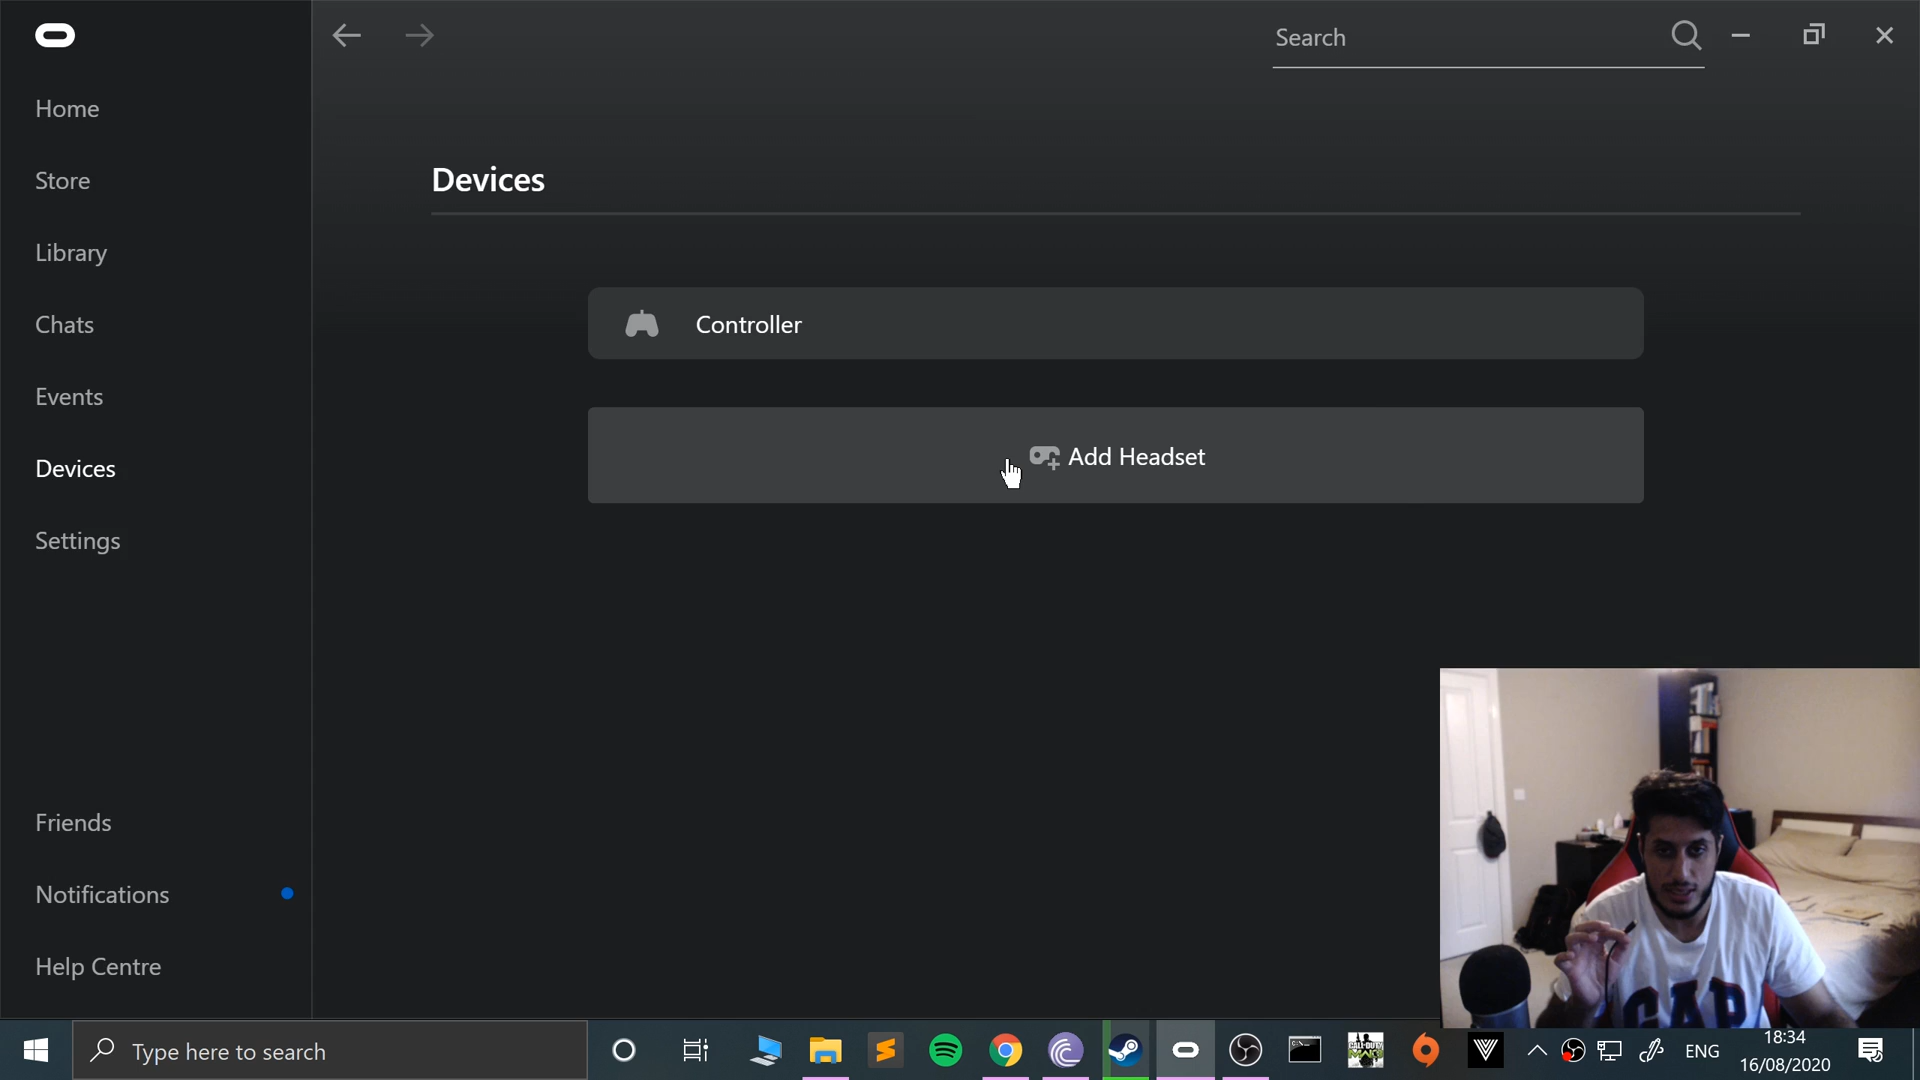 Search
Home
Store
Library
Chats
Events
Devices
Settings
Friends
Notifications
Help Centre
Devices
Controller
Add Headset
GAP
Type here to search
ENG
18:34
16/08/2020